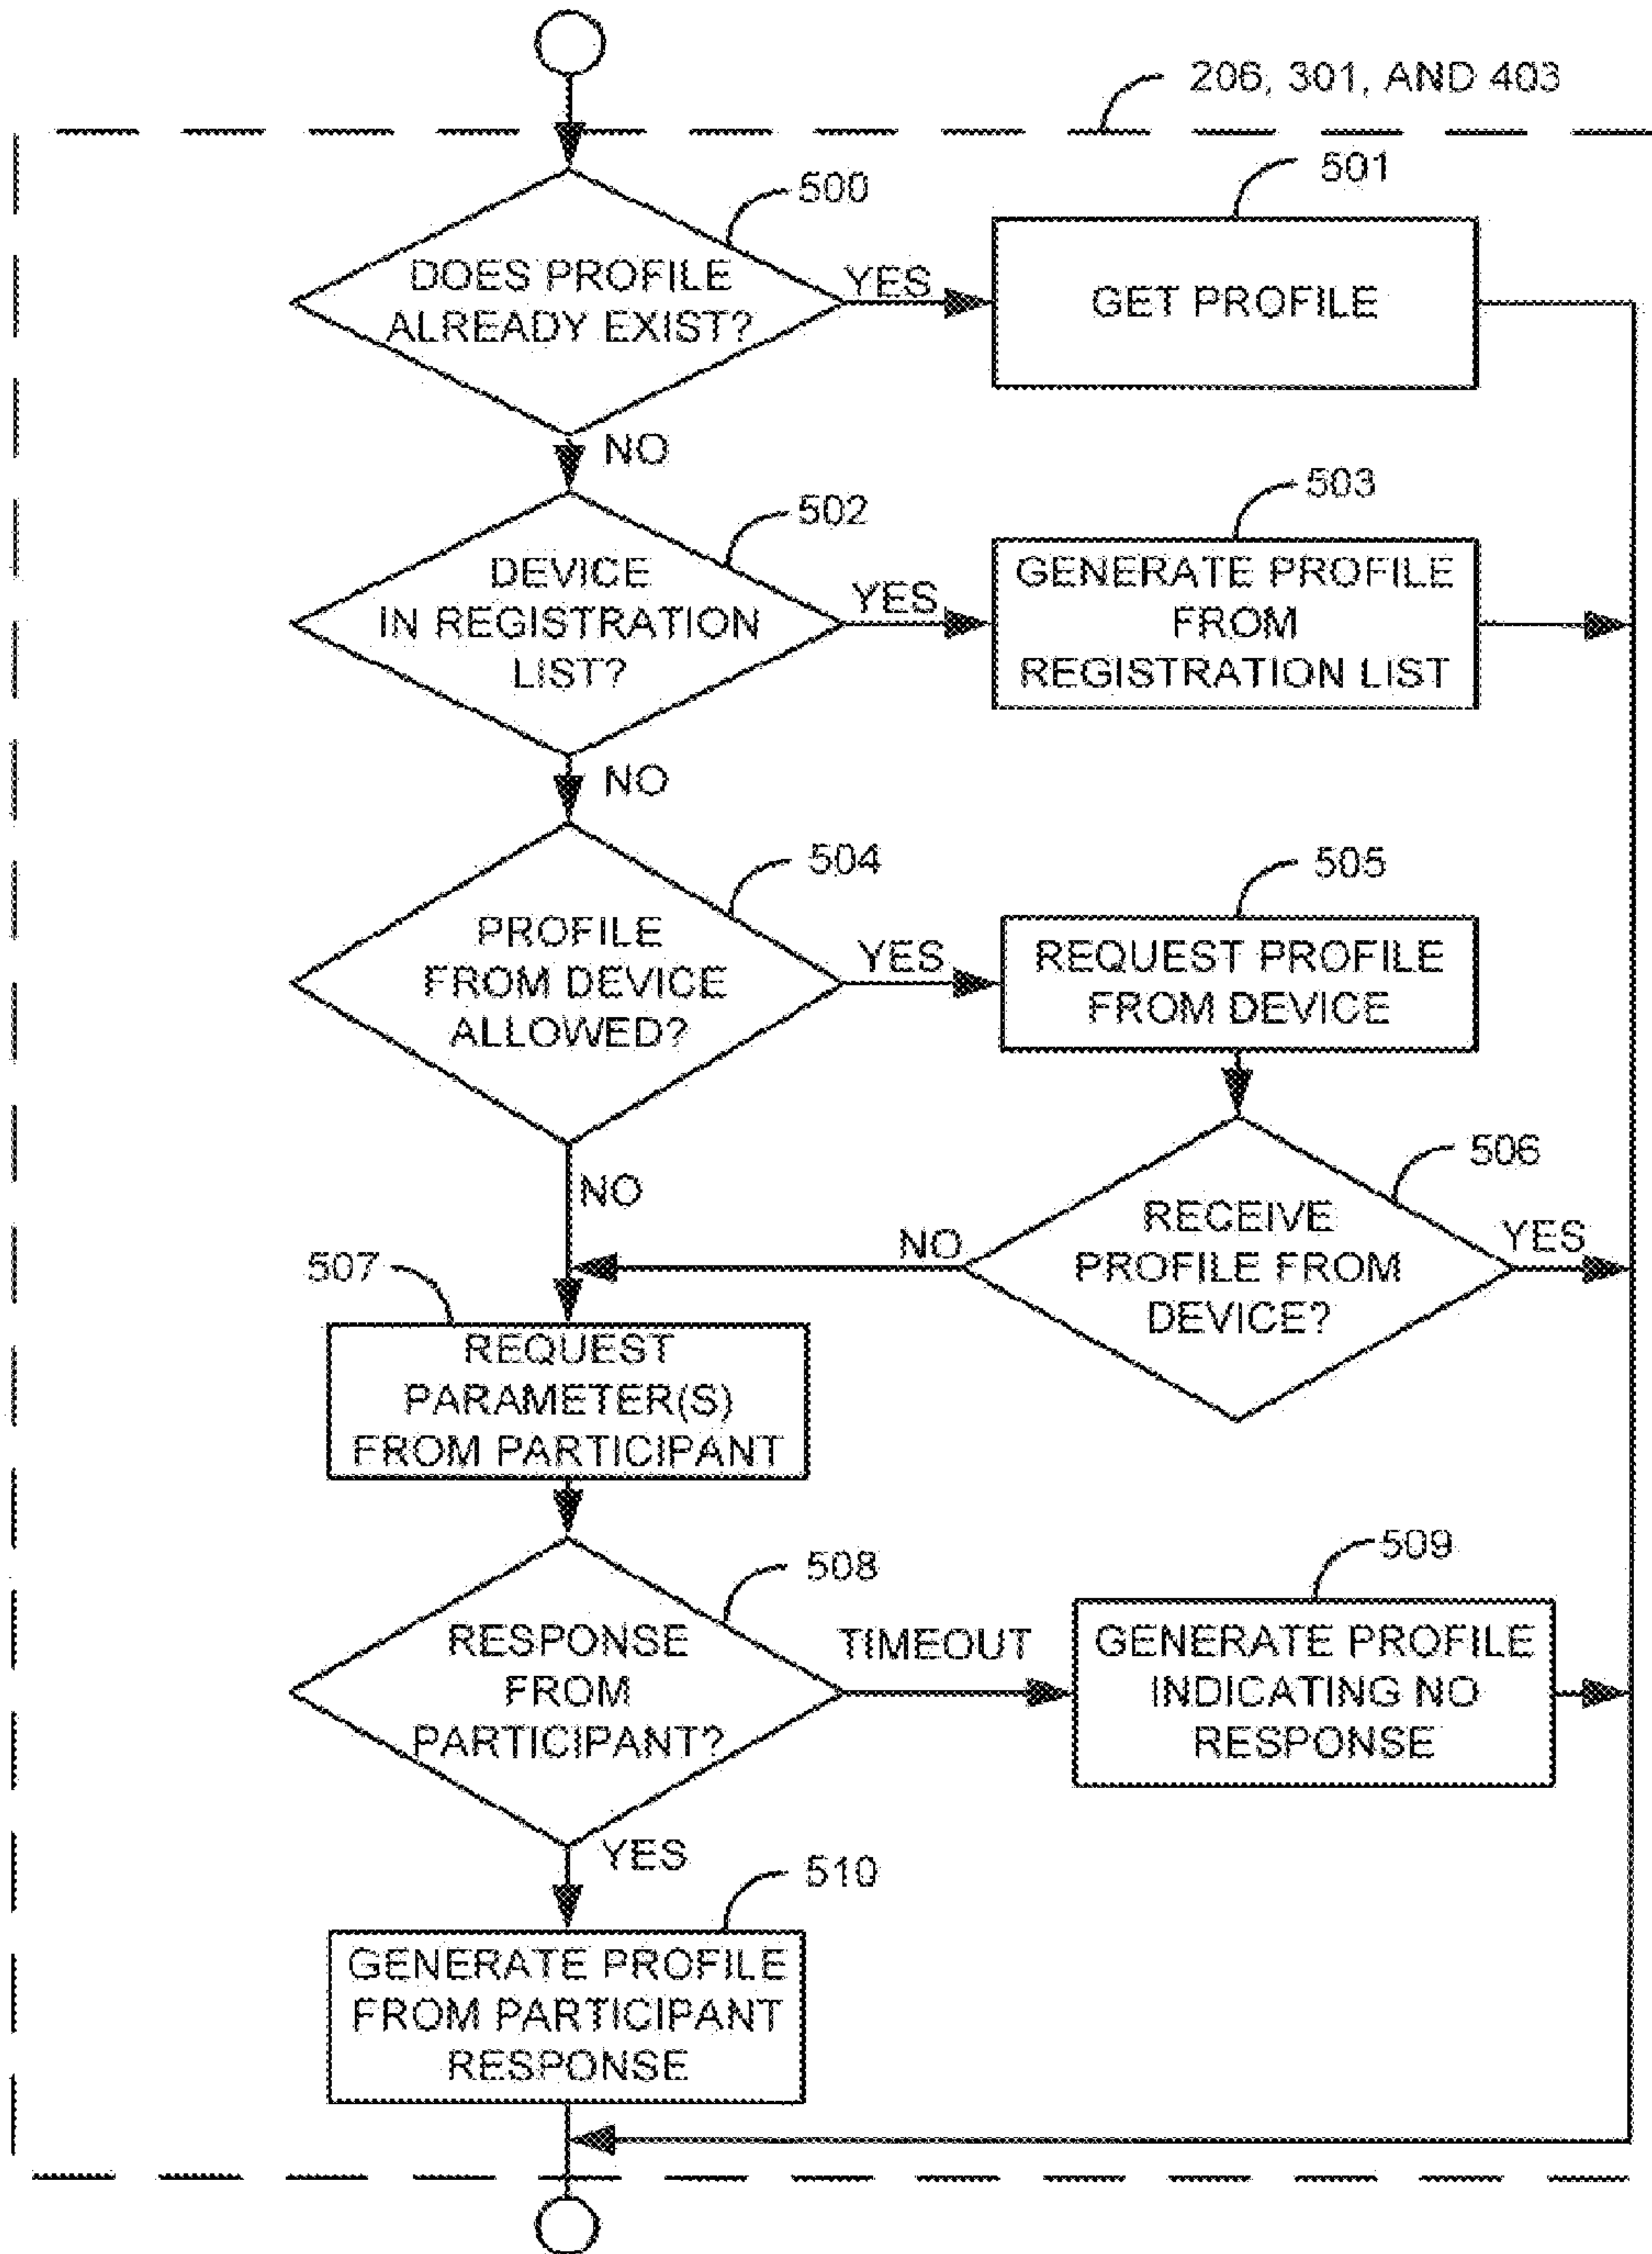 206, 301, AND 403
500
501
DOES PROFILE
ALREADY EXIST?
YES
GET PROFILE
NO
502
503
DEVICE
IN REGISTRATION
LIST?
YES
GENERATE PROFILE
FROM
REGISTRATION LIST
NO
504
505
PROFILE
FROM DEVICE
ALLOWED?
YES
REQUEST PROFILE
FROM DEVICE
NO
506
RECEIVE
PROFILE FROM
DEVICE?
NO
YES
507
REQUEST
PARAMETER(S)
FROM PARTICIPANT
508
509
RESPONSE
FROM
PARTICIPANT?
TIMEOUT
GENERATE PROFILE
INDICATING NO
RESPONSE
YES
510
GENERATE PROFILE
FROM PARTICIPANT
RESPONSE